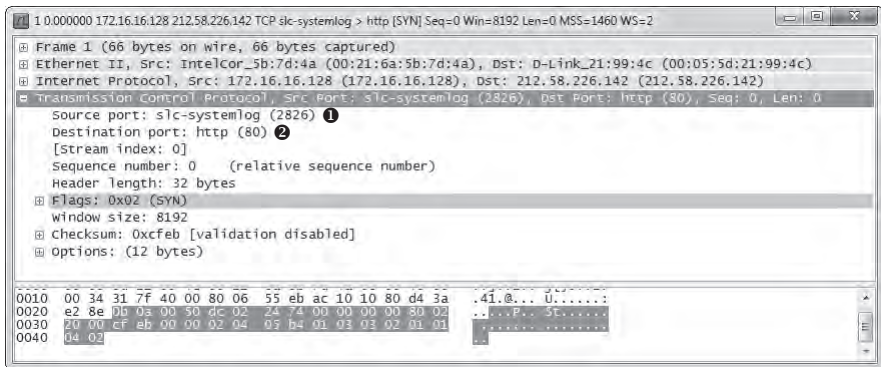 1 0.000000 172.16.16.128 212.58.226.142 TCP slc-systemlog > http [SYN] Seq=0 Win=8192 Len=0 MSS=1460 WS=2
Frame 1 (66 bytes on wire, 66 bytes captured)
Ethernet II, Src: IntelCor_5b:7d:4a (00:21:6a:5b:7d:4a), Dst: D-Link_21:99:4c (00:05:5d:21:99:4c)
Internet Protocol, Src: 172.16.16.128 (172.16.16.128), Dst: 212.58.226.142 (212.58.226.142)
Transmission Control Protocol, Src Port: slc-systemlog (2826), Dst Port: http (80), Seq: 0, Len: 0
Source port: slc-systemlog (2826) ❶
Destination port: http (80) ❷
[Stream index: 0]
Sequence number: 0 (relative sequence number)
Header length: 32 bytes
Flags: 0x02 (SYN)
Window size: 8192
Checksum: 0xcfeb [validation disabled]
Options: (12 bytes)
0010 00 34 31 7f 40 00 80 06 55 eb ac 10 10 80 d4 3a .41.@... U......:
0020 e2 8e 0b 0a 00 50 dc 02 24 74 00 00 00 00 80 02 .....P..
0030 20 00 cf eb 00 00 02 04 05 b4 01 03 03 02 01 01 ........ ........
0040 04 02 ..